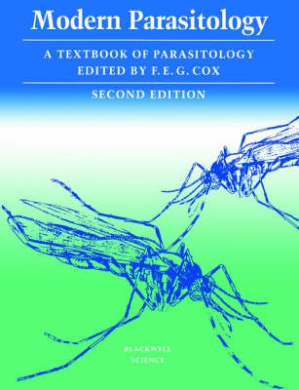 Modern Parasitology
A TEXTBOOK OF PARASITOLOGY
EDITED BY F. E. G. COX
SECOND EDITION
BLACKWELL
SCIENCE